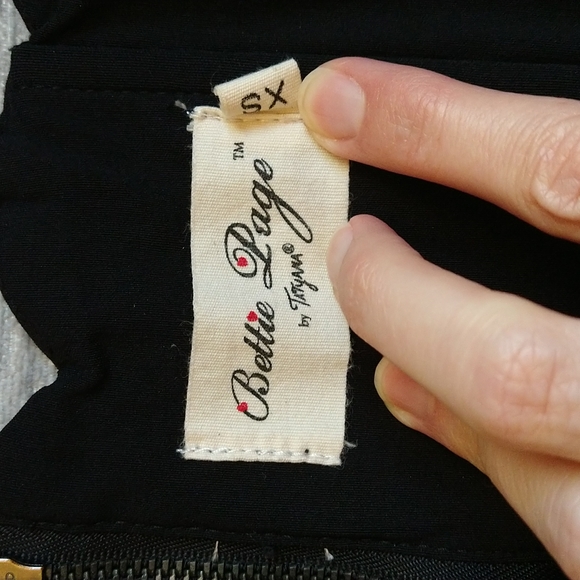 XS
Bettie Page™
by TATYANA®